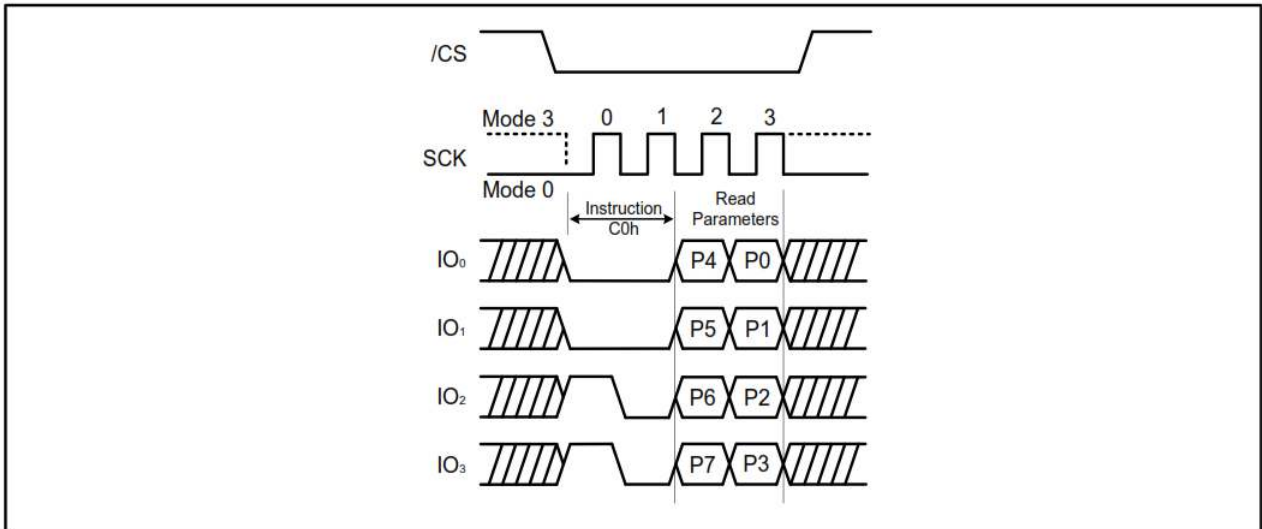 /CS
Mode 3 0 1 2 3
SCK
Mode 0
Instruction
C0h
Read
Parameters
IO₀ P4 P0
IO₁ P5 P1
IO₂ P6 P2
IO₃ P7 P3